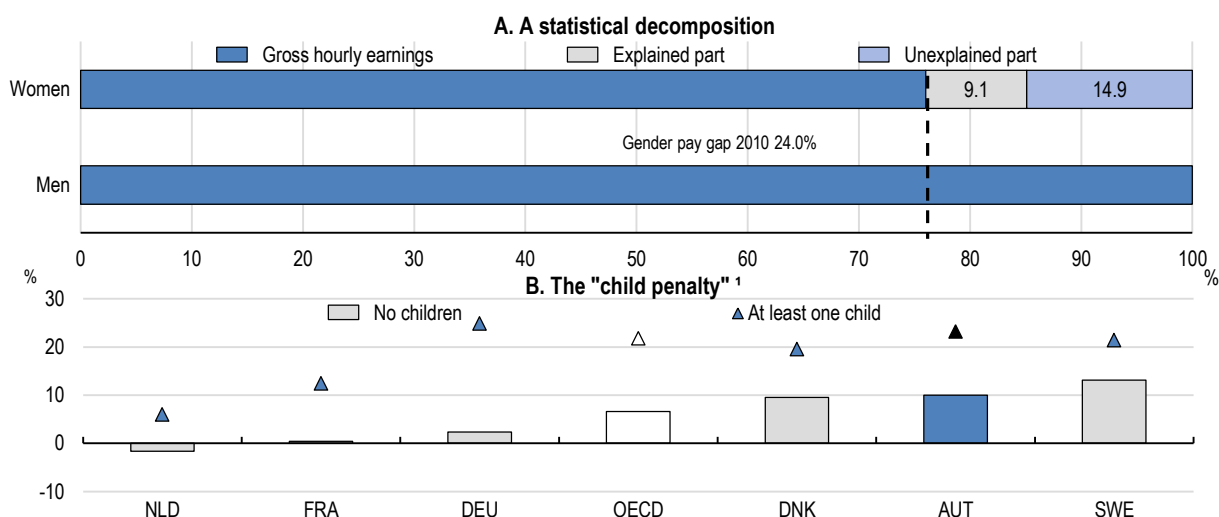 A. A statistical decomposition
Gross hourly earnings Explained part Unexplained part
Women 9.1 14.9
Gender pay gap 2010 24.0%
Men
0 10 20 30 40 50 60 70 80 90 100
% %
B. The "child penalty" ¹
30
No children At least one child
20
10
0
-10
NLD FRA DEU OECD DNK AUT SWE